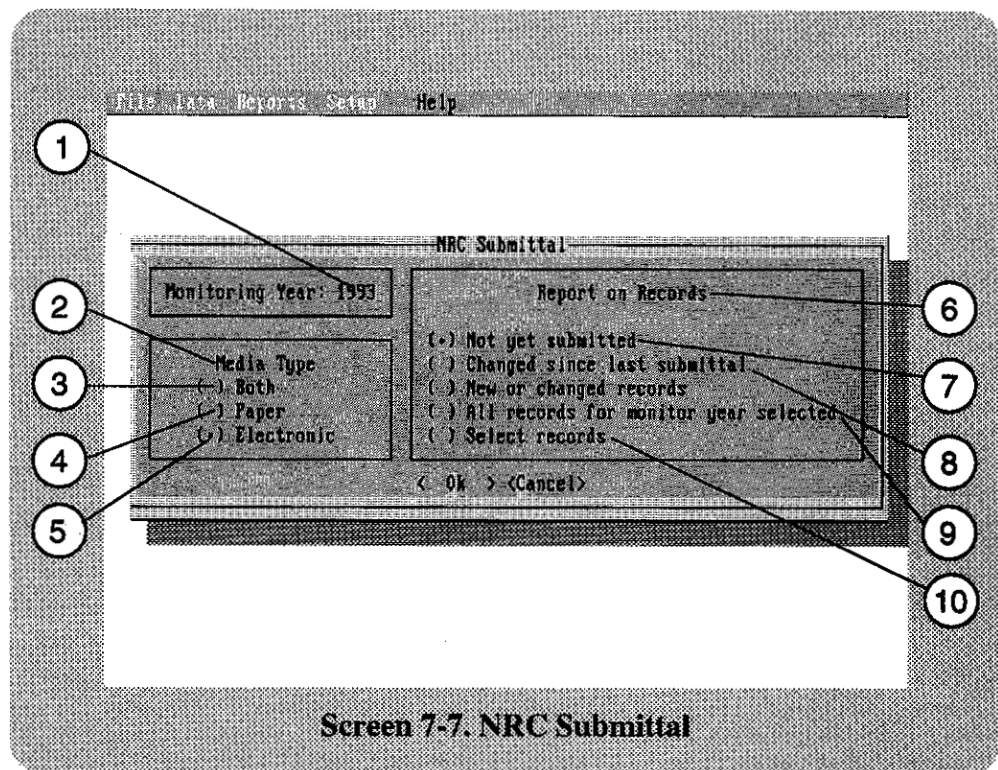 File Data Reports Setup Help
1
NRC Submittal
Monitoring Year: 1993
2
Media Type
3
( ) Both
4
( ) Paper
5
(•) Electronic
Report on Records
6
(•) Not yet submitted
7
( ) Changed since last submittal
8
( ) New or changed records
( ) All records for monitor year selected
9
( ) Select records
10
< Ok > <Cancel>
Screen 7-7. NRC Submittal